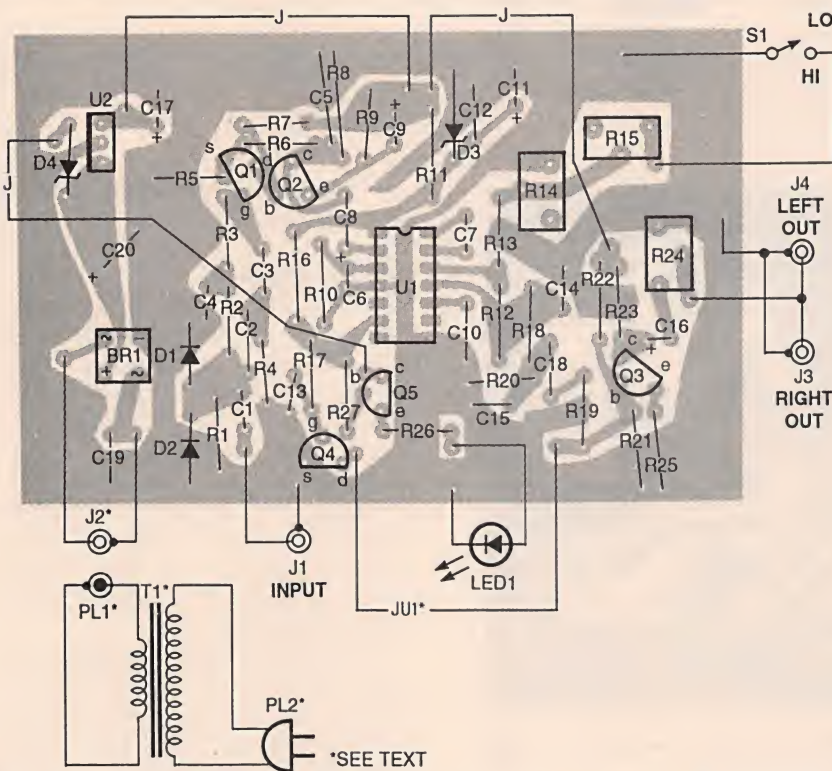 J
J
S1
LO
HI
U2
C17
+
R8
C5
R7
R6
R9
+
C9
C12
C11
+
D3
D4
R15
s
d
c
Q1
Q2
e
R5
g
b
R11
R14
J
J4
LEFT
OUT
R3
C8
C7
R13
C20
+
C3
R16
+
U1
R22
R24
C4
R2
R10
C6
R12
C14
R23
C2
C10
R18
C16
BR1
2
1
+
D1
R4
R17
C18
c
+
Q3
e
b
c
Q5
e
C13
R20
J3
RIGHT
OUT
C1
R1
D2
g
R27
C15
R19
b
R26
Q4
s
d
C19
R21
R25
J2*
J1
INPUT
LED1
PL1*
T1*
JU1*
PL2*
*SEE TEXT